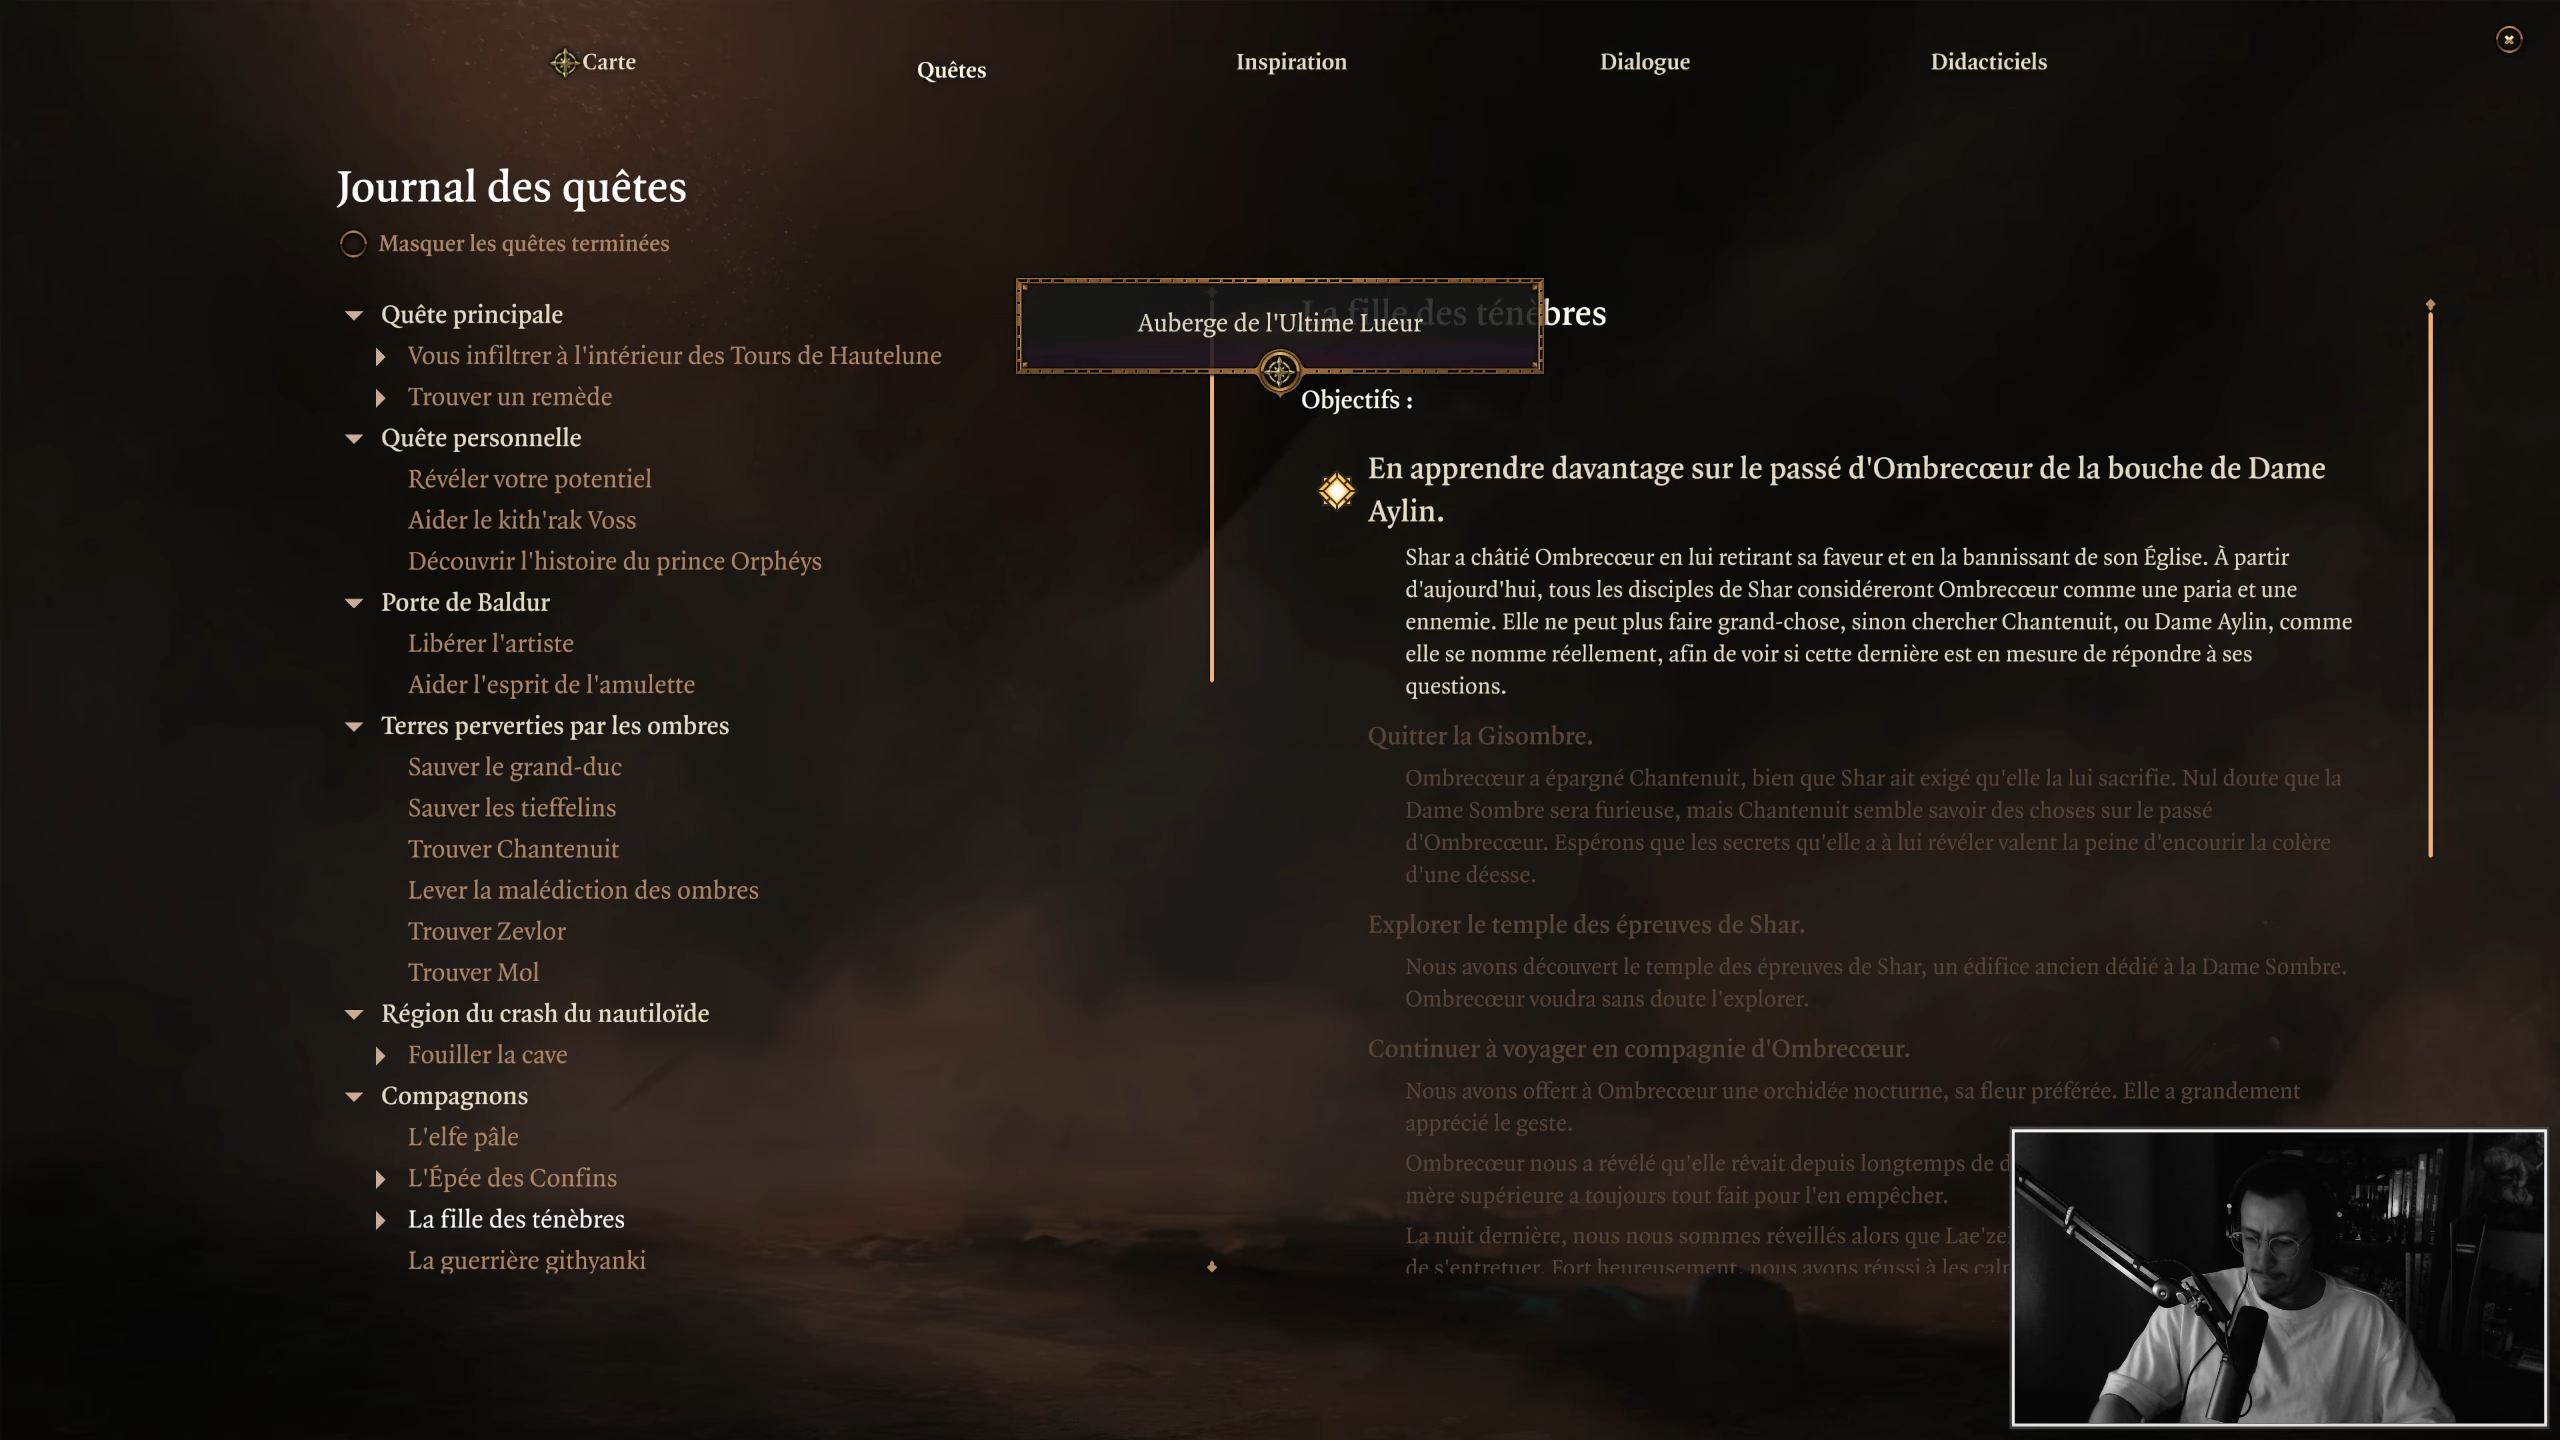 Carte
Quêtes
Inspiration
Dialogue
Didacticiels
Journal des quêtes
Masquer les quêtes terminées
Quête principale
Vous infiltrer à l'intérieur des Tours de Hautelune
Trouver un remède
Quête personnelle
Révéler votre potentiel
Aider le kith'rak Voss
Découvrir l'histoire du prince Orphéys
Porte de Baldur
Libérer l'artiste
Aider l'esprit de l'amulette
Terres perverties par les ombres
Sauver le grand-duc
Sauver les tieffelins
Trouver Chantenuit
Lever la malédiction des ombres
Trouver Zevlor
Trouver Mol
Région du crash du nautiloïde
Fouiller la cave
Compagnons
L'elfe pâle
L'Épée des Confins
La fille des ténèbres
La guerrière githyanki
Auberge de l'Ultime Lueur
La fille des ténèbres
Objectifs :
En apprendre davantage sur le passé d'Ombrecœur de la bouche de Dame
Aylin.
Shar a châtié Ombrecœur en lui retirant sa faveur et en la bannissant de son Église. À partir
d'aujourd'hui, tous les disciples de Shar considéreront Ombrecœur comme une paria et une
ennemie. Elle ne peut plus faire grand-chose, sinon chercher Chantenuit, ou Dame Aylin, comme
elle se nomme réellement, afin de voir si cette dernière est en mesure de répondre à ses
questions.
Quitter la Gisombre.
Ombrecœur a épargné Chantenuit, bien que Shar ait exigé qu'elle la lui sacrifie. Nul doute que la
Dame Sombre sera furieuse, mais Chantenuit semble savoir des choses sur le passé
d'Ombrecœur. Espérons que les secrets qu'elle a à lui révéler valent la peine d'encourir la colère
d'une déesse.
Explorer le temple des épreuves de Shar.
Nous avons découvert le temple des épreuves de Shar, un édifice ancien dédié à la Dame Sombre.
Ombrecœur voudra sans doute l'explorer.
Continuer à voyager en compagnie d'Ombrecœur.
Nous avons offert à Ombrecœur une orchidée nocturne, sa fleur préférée. Elle a grandement
apprécié le geste.
Ombrecœur nous a révélé qu'elle rêvait depuis longtemps de
mère supérieure a toujours tout fait pour l'en empêcher.
La nuit dernière, nous nous sommes réveillés alors que Lae'ze
de s'entretuer. Fort heureusement, nous avons réussi à les